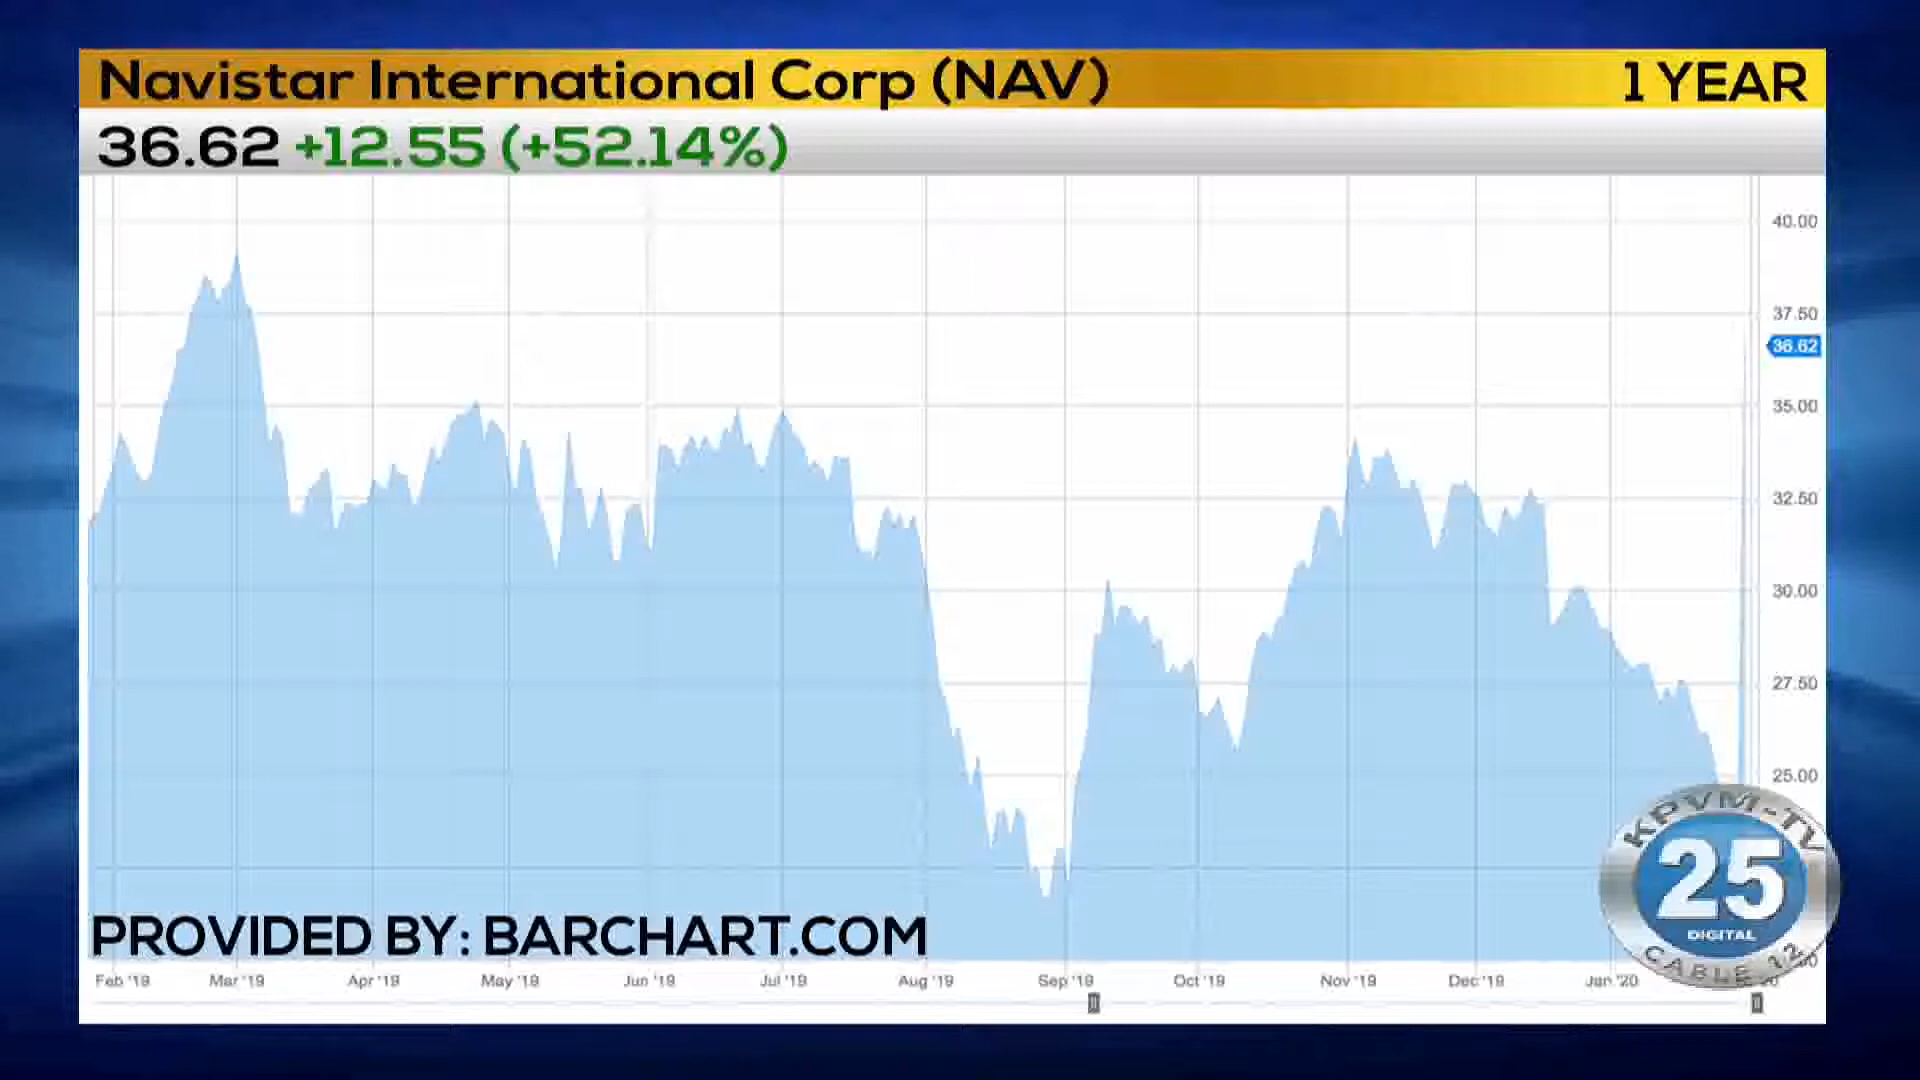 Navistar International Corp (NAV) 1 YEAR
36.62 +12.55 (+52.14%)
40.00
37.50
36.62
35.00
32.50
30.00
27.50
25.00
KPVM-TV
25
DIGITAL
CABLE 12
PROVIDED BY: BARCHART.COM
Feb '19 Mar '19 Apr '19 May '19 Jun '19 Jul '19 Aug '19 Sep '19 Oct '19 Nov '19 Dec '19 Jan '20